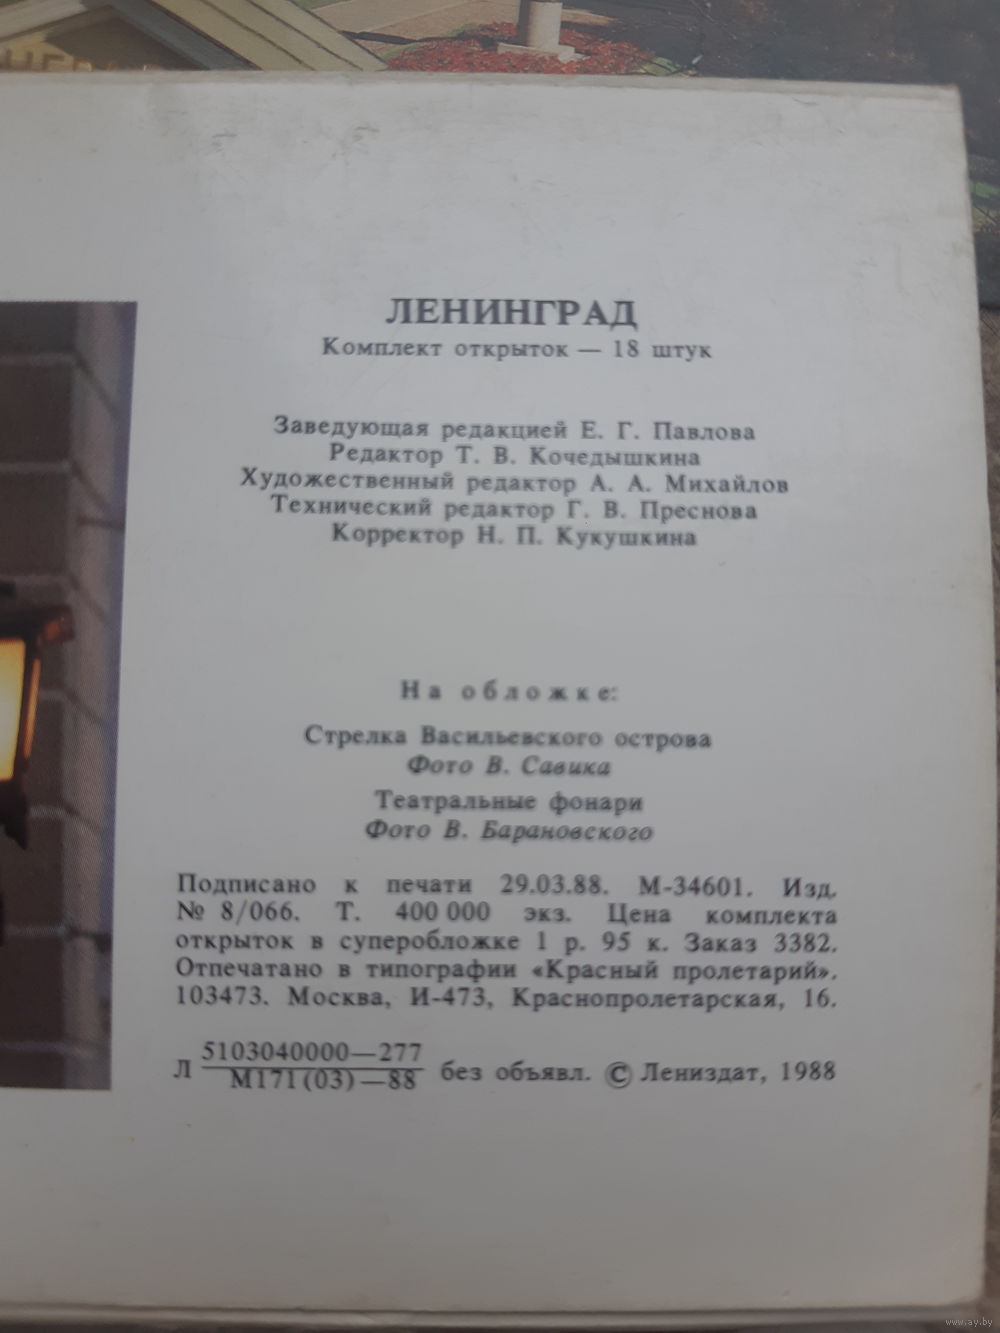 ЛЕНИНГРАД
Комплект открыток — 18 штук
Заведующая редакцией Е. Г. Павлова
Редактор Т. В. Кочедышкина
Художественный редактор А. А. Михайлов
Технический редактор Г. В. Преснова
Корректор Н. П. Кукушкина
На обложке:
Стрелка Васильевского острова
Фото В. Савика
Театральные фонари
Фото В. Барановского
Подписано к печати 29.03.88. М-34601. Изд.
№ 8/066. Т. 400 000 экз. Цена комплекта
открыток в суперобложке 1 р. 95 к. Заказ 3382.
Отпечатано в типографии «Красный пролетарий».
103473. Москва, И-473, Краснопролетарская, 16.
Л 5103040000—277
М171(03)—88 без объявл. © Лениздат, 1988
www.ay.by